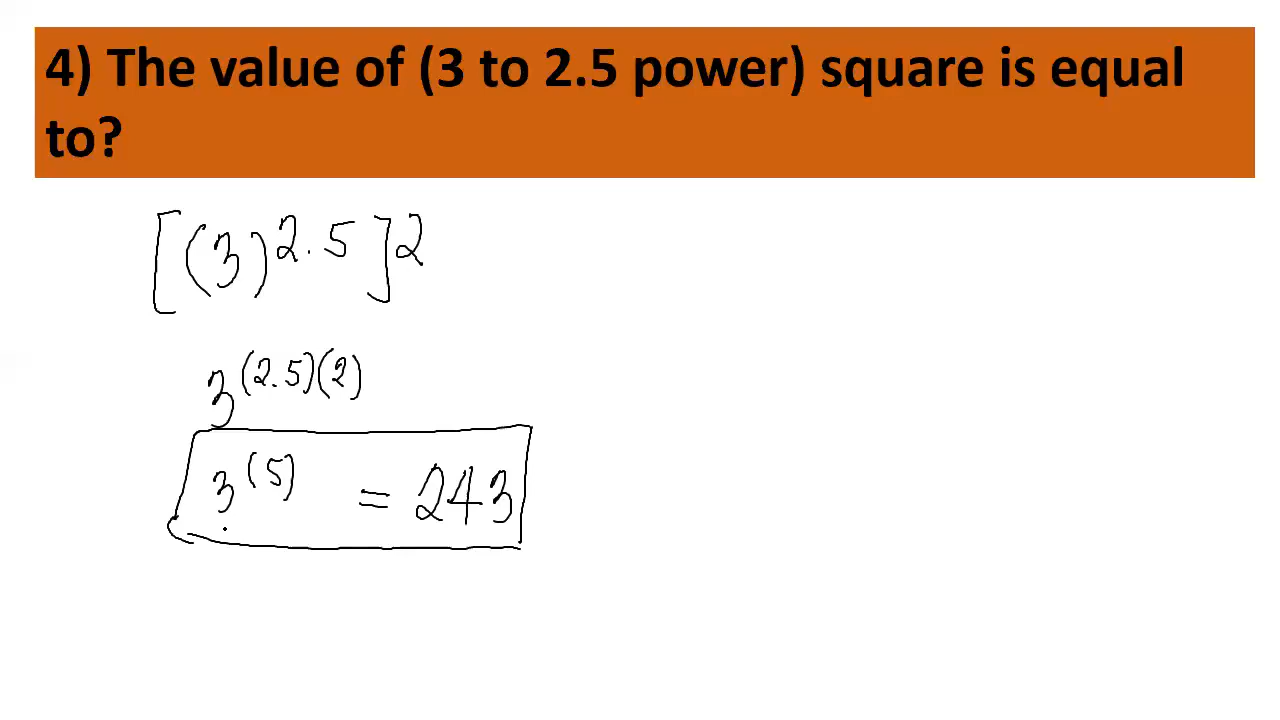 4) The value of (3 to 2.5 power) square is equal
to?
[(3)^2.5]^2
3^(2.5)(2)
3^(5) = 243